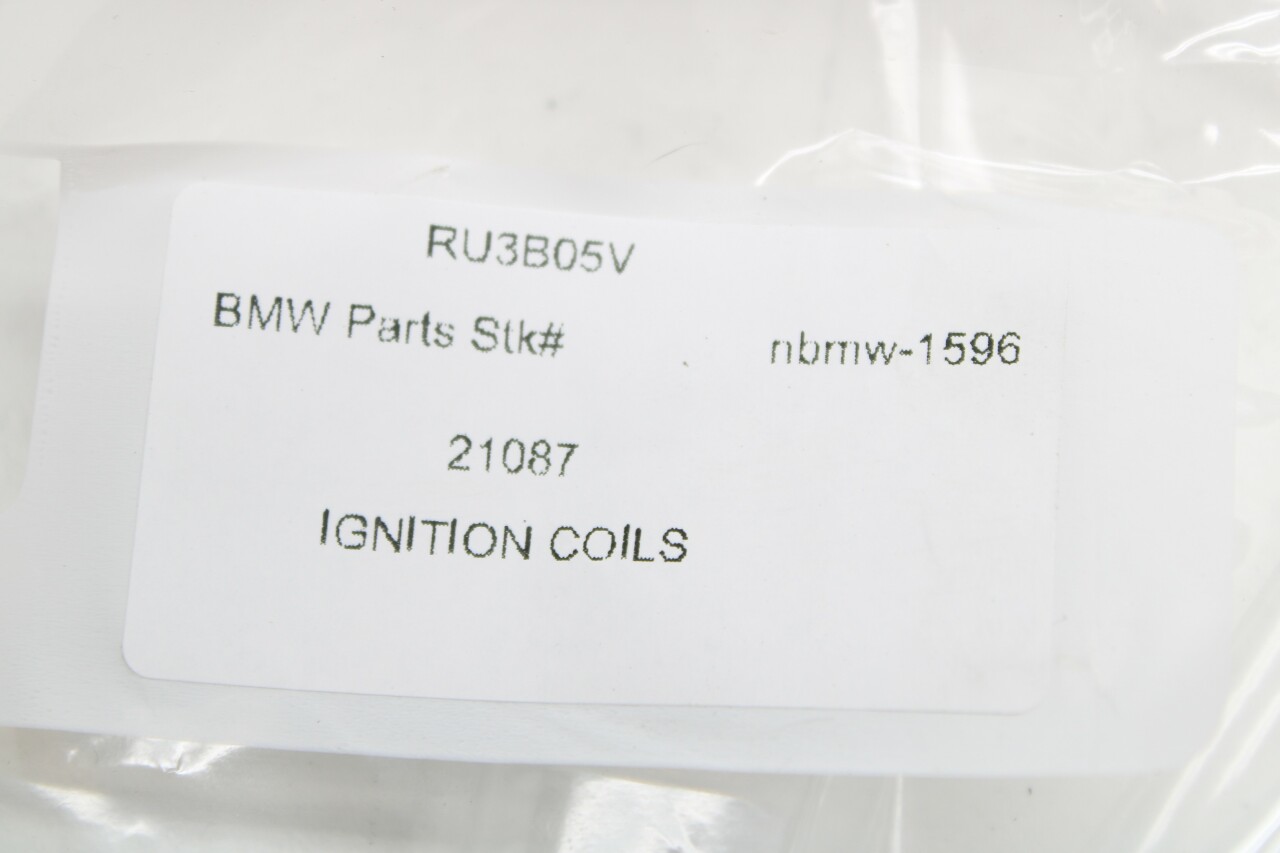 RU3B05V
BMW Parts Stk# nbmw-1596
21087
IGNITION COILS